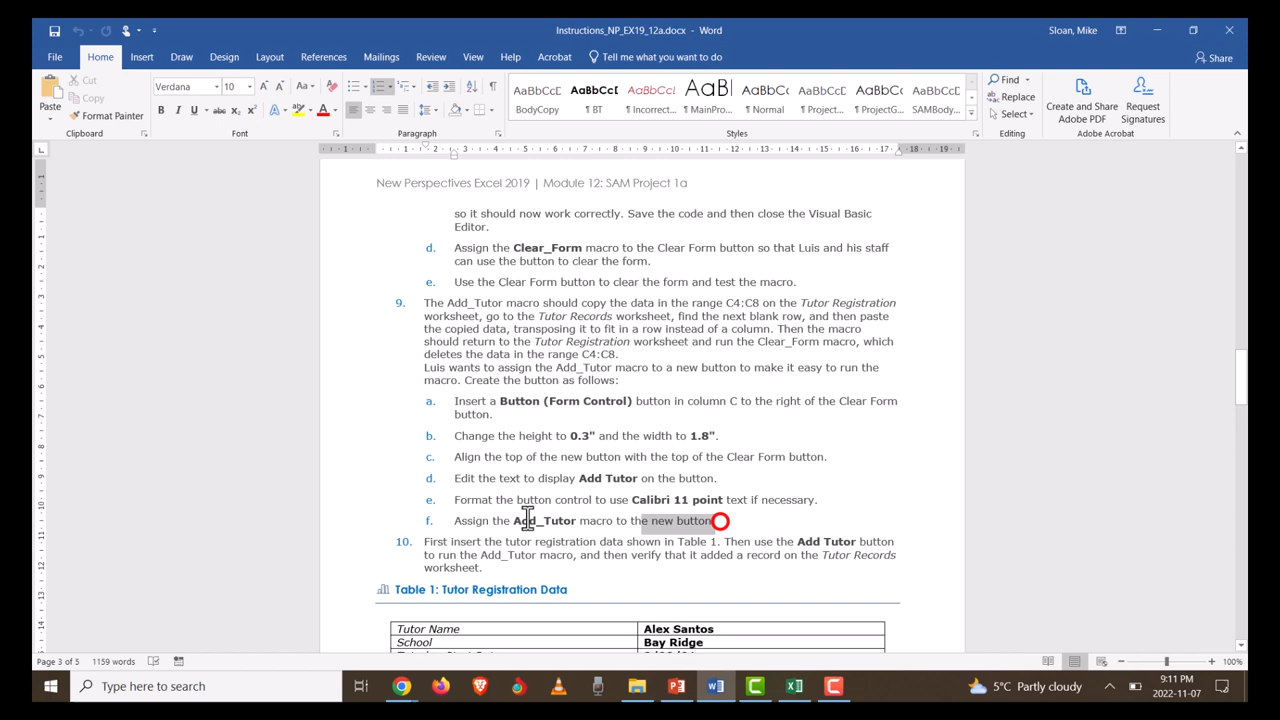 Instructions_NP_EX19_12a.docx - Word
Sloan, Mike
File Home Insert Draw Design Layout References Mailings Review View Help Acrobat Tell me what you want to do Share
Paste Cut Copy Format Painter
Verdana 10
AaBbCcD AaBbCcD AaBbCcD AaBl AaBbCc AaBbCcI AaBbCcI AaBbCcD
BodyCopy ¶ BT ¶ Incorrect... ¶ MainPro... ¶ Normal ¶ Project... ¶ ProjectG... SAMBody...
Find Replace Select
Create and Share Adobe PDF
Request Signatures
Clipboard Font Paragraph Styles Editing Adobe Acrobat
New Perspectives Excel 2019 | Module 12: SAM Project 1a
so it should now work correctly. Save the code and then close the Visual Basic
Editor.
d. Assign the Clear_Form macro to the Clear Form button so that Luis and his staff
can use the button to clear the form.
e. Use the Clear Form button to clear the form and test the macro.
9. The Add_Tutor macro should copy the data in the range C4:C8 on the Tutor Registration
worksheet, go to the Tutor Records worksheet, find the next blank row, and then paste
the copied data, transposing it to fit in a row instead of a column. Then the macro
should return to the Tutor Registration worksheet and run the Clear_Form macro, which
deletes the data in the range C4:C8.
Luis wants to assign the Add_Tutor macro to a new button to make it easy to run the
macro. Create the button as follows:
a. Insert a Button (Form Control) button in column C to the right of the Clear Form
button.
b. Change the height to 0.3" and the width to 1.8".
c. Align the top of the new button with the top of the Clear Form button.
d. Edit the text to display Add Tutor on the button.
e. Format the button control to use Calibri 11 point text if necessary.
f. Assign the Add_Tutor macro to the new button
10. First insert the tutor registration data shown in Table 1. Then use the Add Tutor button
to run the Add_Tutor macro, and then verify that it added a record on the Tutor Records
worksheet.
Table 1: Tutor Registration Data
Tutor Name Alex Santos
School Bay Ridge
Page 3 of 5 1159 words 100%
Type here to search
5°C Partly cloudy
9:11 PM
2022-11-07